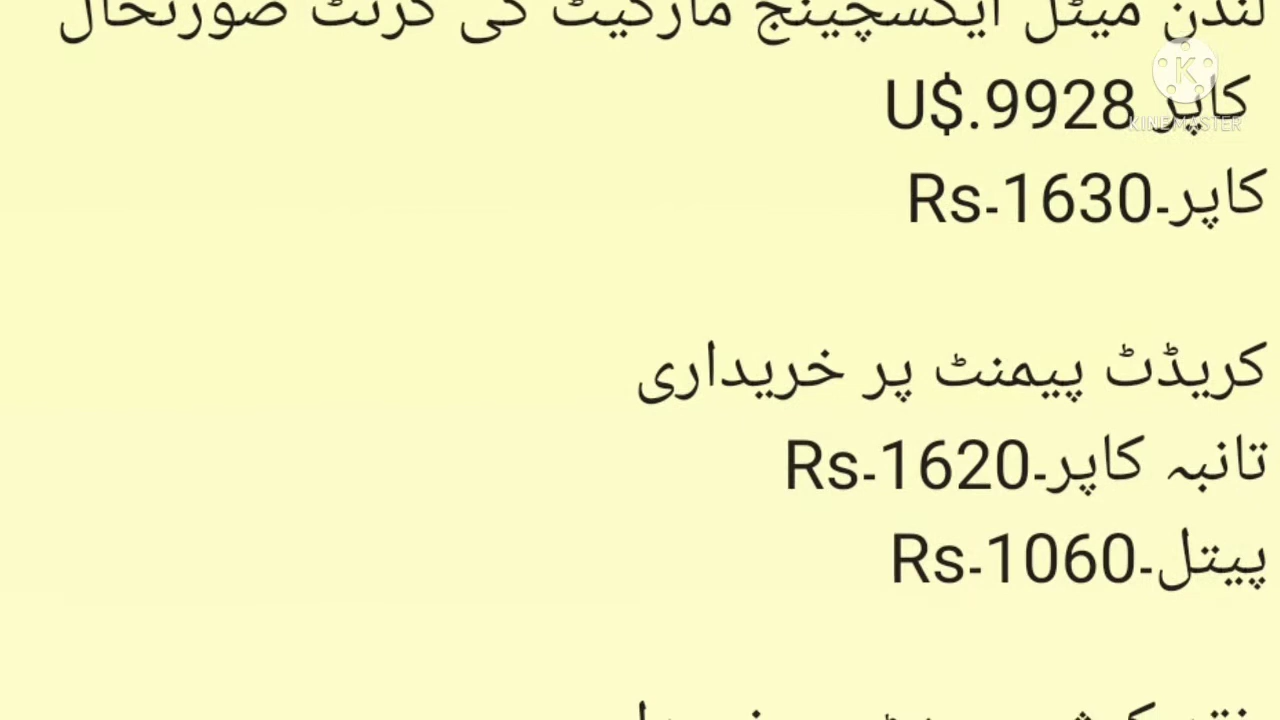 لندن میٹل ایکسچینج مارکیٹ کی کرنٹ صورتحال
کاپر U$.9928
KINEMASTER
کاپر۔Rs-1630
کریڈٹ پیمنٹ پر خریداری
تانبہ کاپر۔Rs-1620
پیتل۔Rs-1060